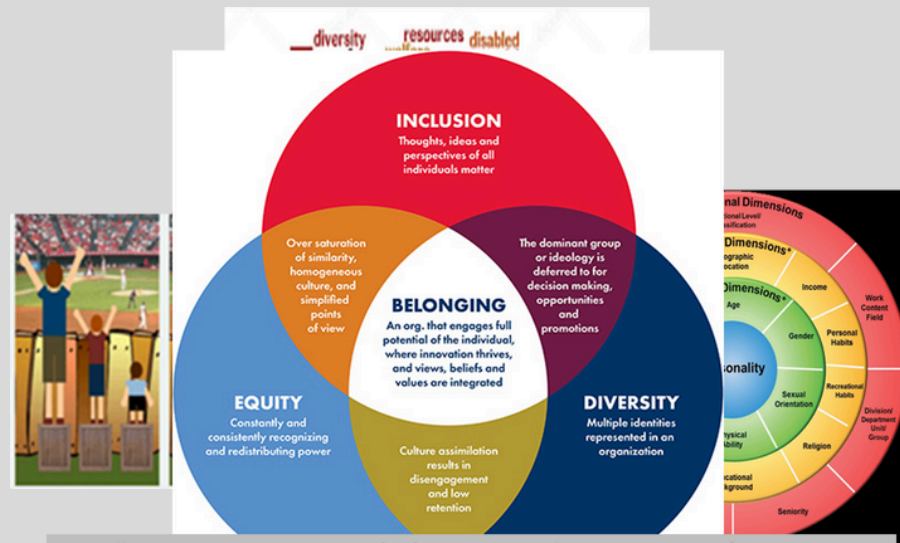 diversity resources disabled
INCLUSION
Thoughts, ideas and
perspectives of all
individuals matter
Over saturation
of similarity,
homogeneous
culture, and
simplified
points
of view
The dominant group
or ideology is
deferred to for
decision making,
opportunities
and
promotions
BELONGING
An org. that engages full
potential of the individual,
where innovation thrives,
and views, beliefs and
values are integrated
EQUITY
Constantly and
consistently recognizing
and redistributing power
DIVERSITY
Multiple identities
represented in an
organization
Culture assimilation
results in
disengagement
and low
retention
Dimensions
Dimensions*
Income
Work
Content
Field
Dimensions*
Age
Gender
Personal
Habits
Recreational
Habits
Sexual
Orientation
Division/
Department
Unit/
Group
Religion
Seniority